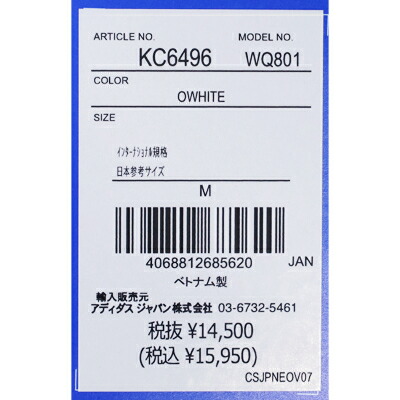 ARTICLE NO. MODEL NO.
KC6496 WQ801
COLOR
OWHITE
SIZE
インターナショナル規格
日本参考サイズ
M
4068812685620 JAN
ベトナム製
輸入販売元
アディダス ジャパン株式会社 03-6732-5461
税抜 ¥14,500
(税込 ¥15,950)
CSJPNEOV07